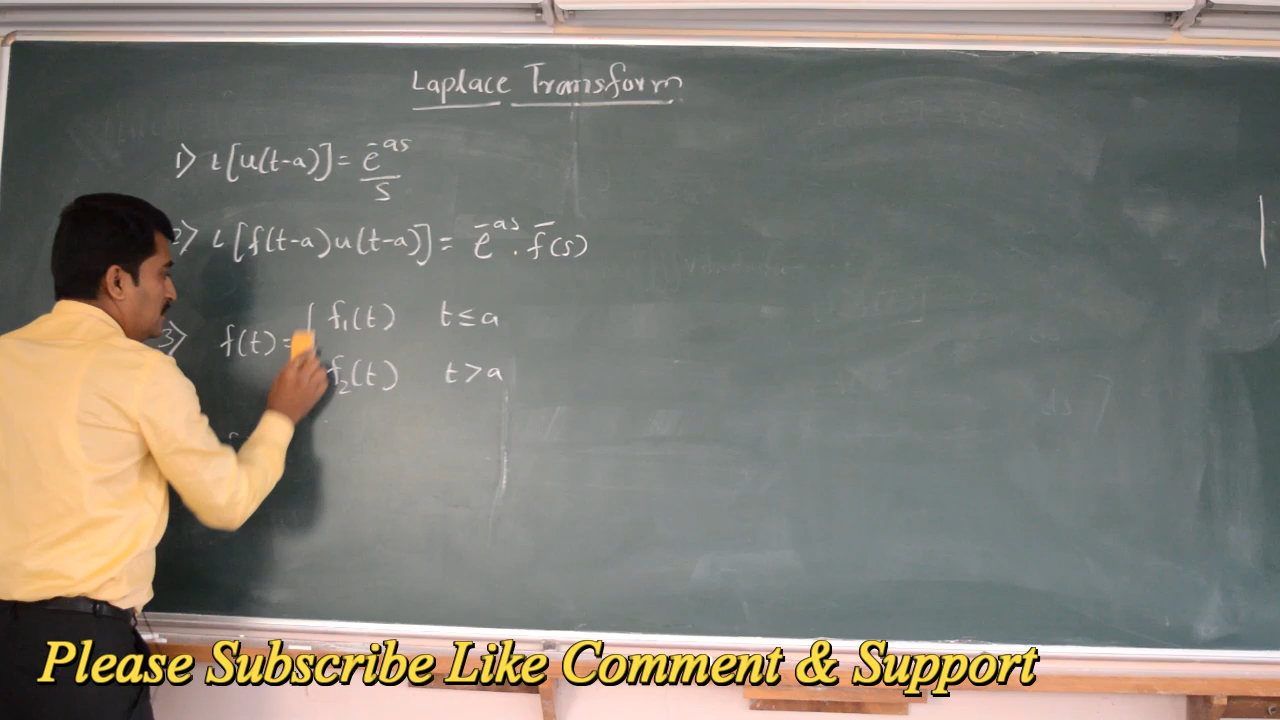 Laplace Transform
1> L[u(t-a)] = e^-as/s
2> L[f(t-a)u(t-a)] = e^-as . f̄(s)
3> f(t) = { f₁(t) t ≤ a
f₂(t) t > a
Please Subscribe Like Comment & Support